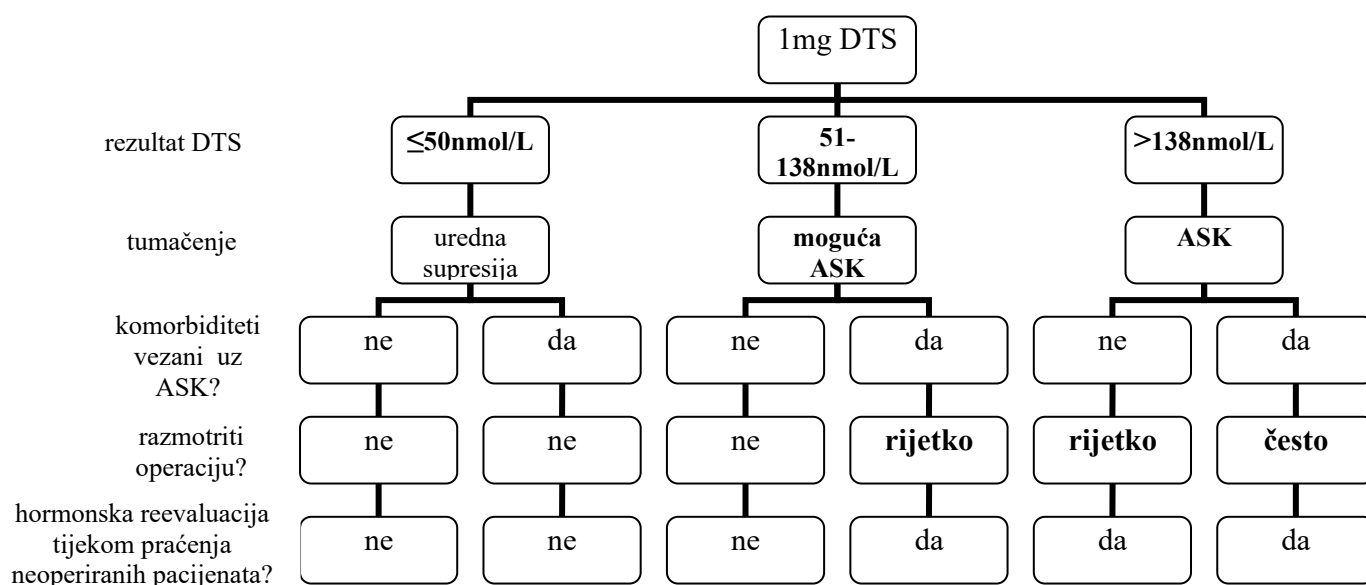 1mg DTS
rezultat DTS
≤50nmol/L
51-
138nmol/L
>138nmol/L
tumačenje
uredna
supresija
moguća
ASK
ASK
komorbiditeti
vezani uz
ASK?
ne
da
ne
da
ne
da
razmotriti
operaciju?
ne
ne
ne
rijetko
rijetko
često
hormonska reevaluacija
tijekom praćenja
neoperiranih pacijenata?
ne
ne
ne
da
da
da